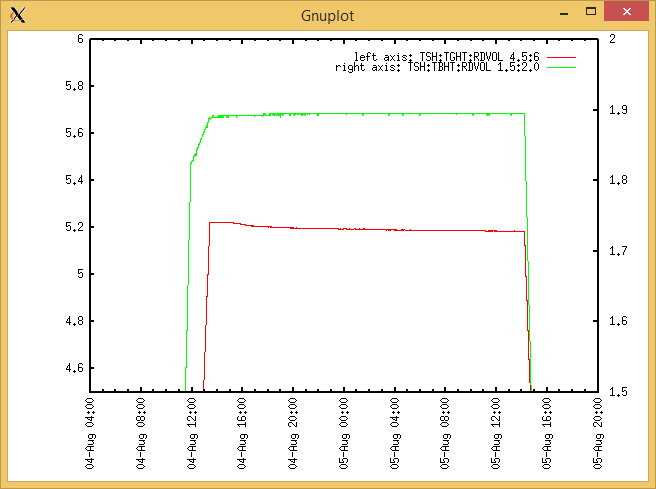 Gnuplot
left axis: TSH:TGHT:RDVOL 4.5:6
right axis: TSH:TBHT:RDVOL 1.5:2.0
6
5.8
5.6
5.4
5.2
5
4.8
4.6
2
1.9
1.8
1.7
1.6
1.5
04-Aug 04:00
04-Aug 08:00
04-Aug 12:00
04-Aug 16:00
04-Aug 20:00
05-Aug 00:00
05-Aug 04:00
05-Aug 08:00
05-Aug 12:00
05-Aug 16:00
05-Aug 20:00